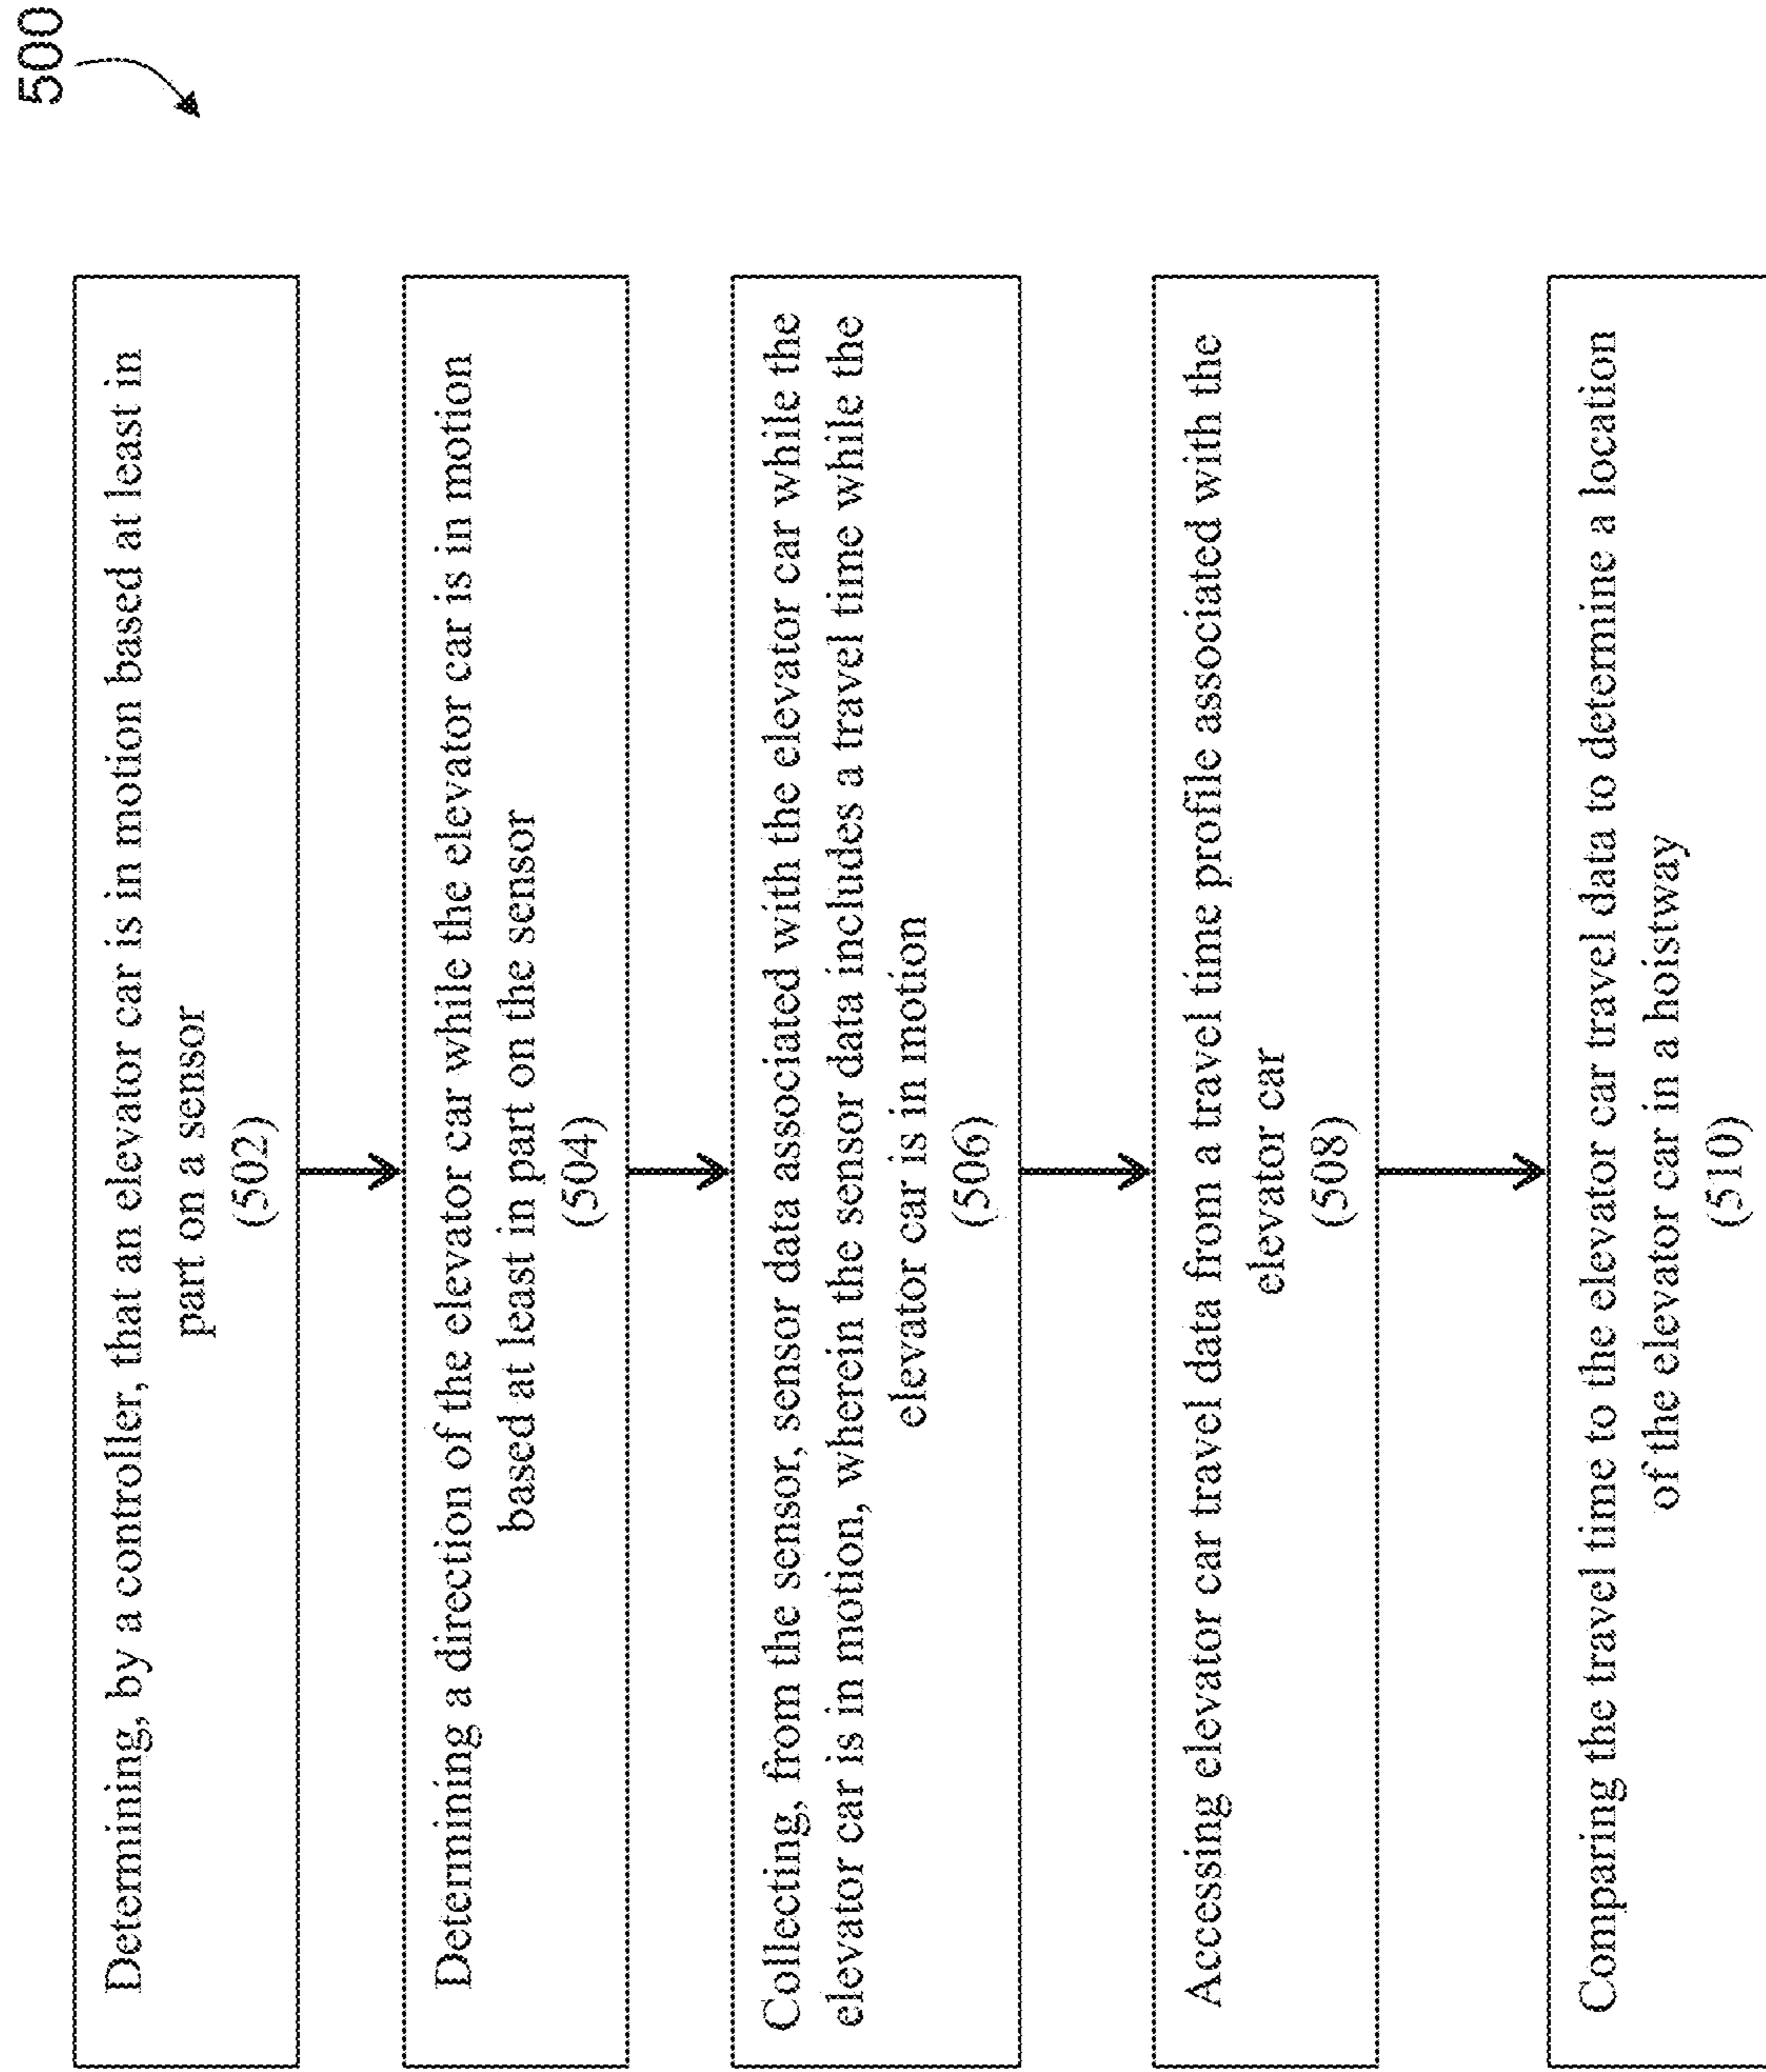 500
Determining, by a controller, that an elevator car is in motion based at least in
part on a sensor
(502)
Determining a direction of the elevator car while the elevator car is in motion
based at least in part on the sensor
(504)
Collecting, from the sensor, sensor data associated with the elevator car while the
elevator car is in motion, wherein the sensor data includes a travel time while the
elevator car is in motion
(506)
Accessing elevator car travel data from a travel time profile associated with the
elevator car
(508)
Comparing the travel time to the elevator car travel data to determine a location
of the elevator car in a hoistway
(510)